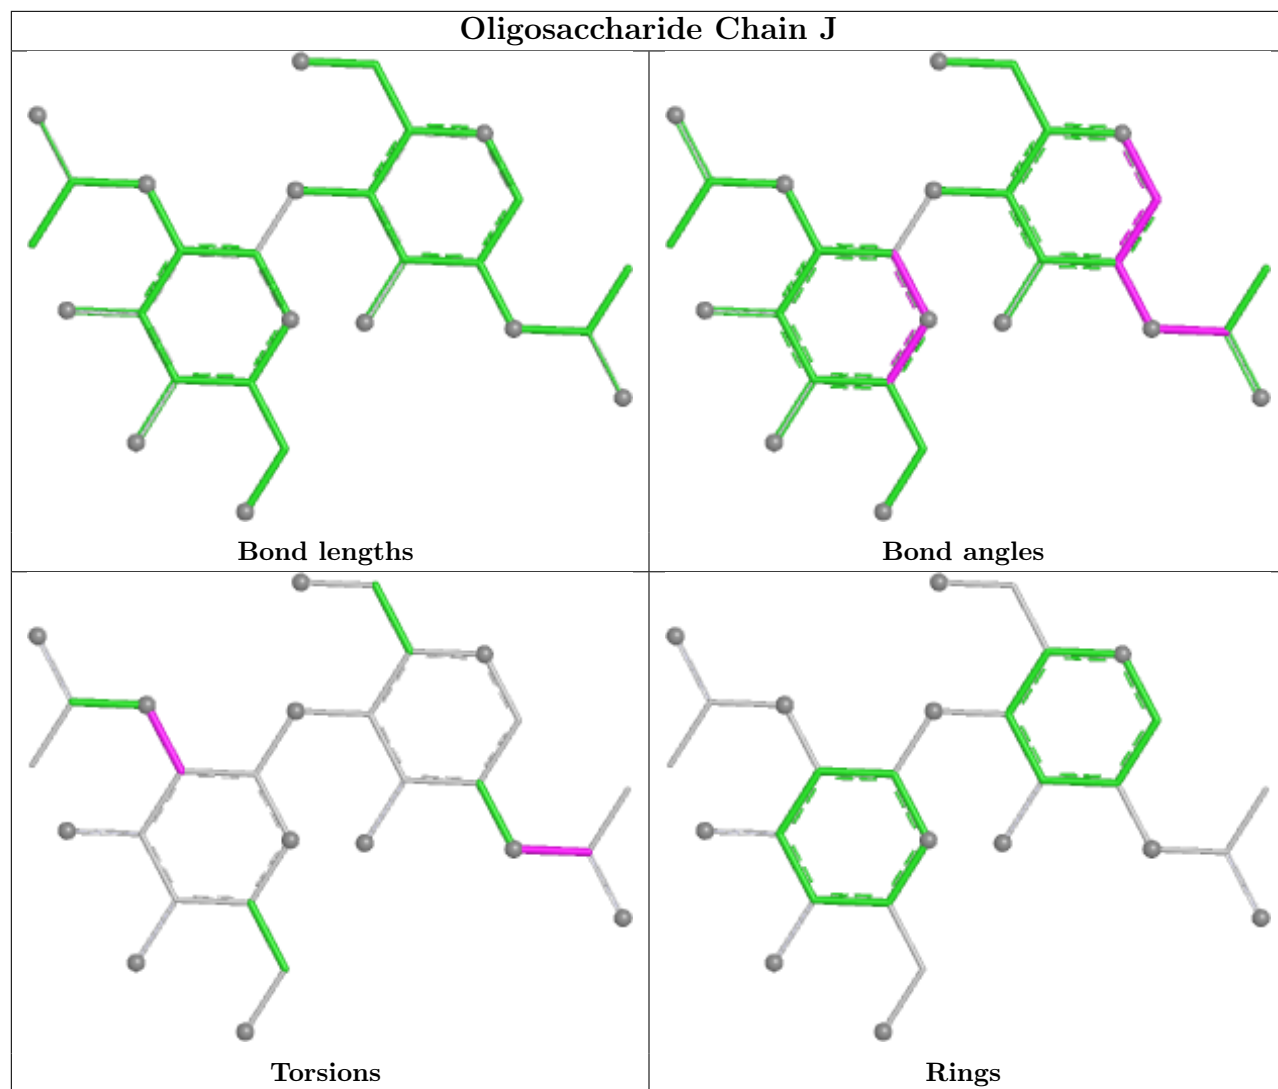 Oligosaccharide Chain J
Bond lengths
Bond angles
Torsions
Rings